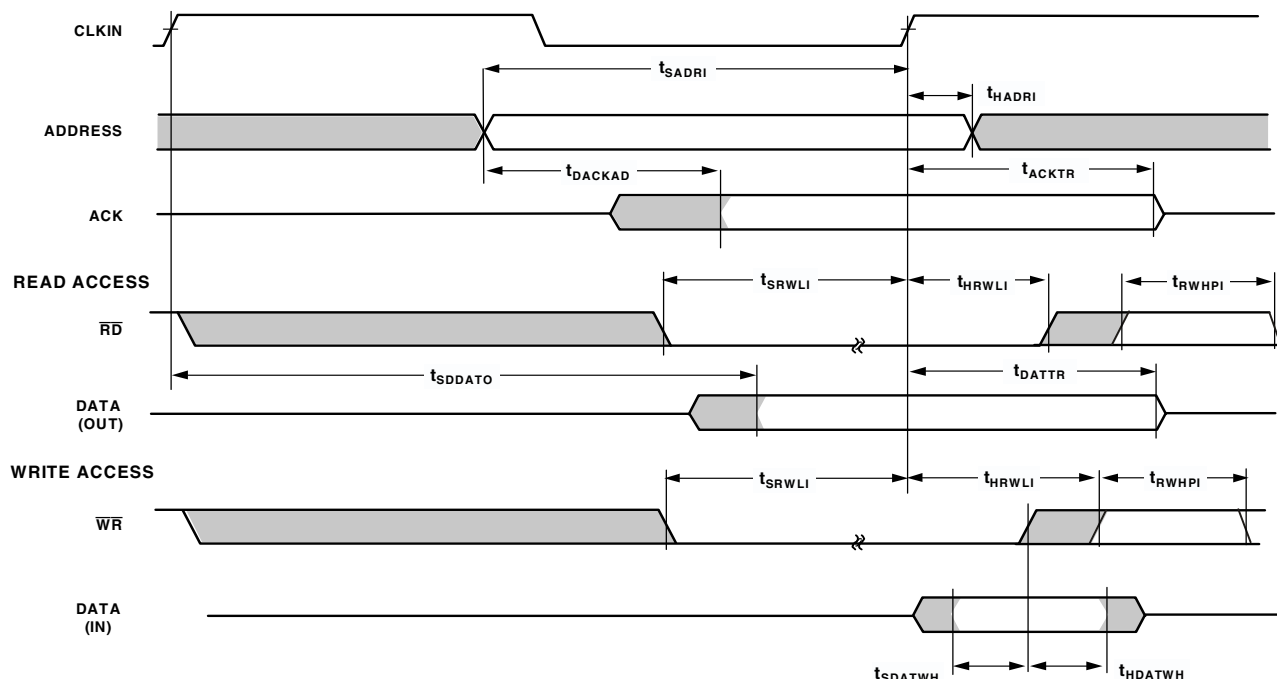 CLKIN
tSADRI
tHADRI
ADDRESS
tDACKAD
tACKTR
ACK
READ ACCESS
tSRWLI
tHRWLI
tRWHPI
RD
tSDDATO
tDATTR
DATA
(OUT)
WRITE ACCESS
tSRWLI
tHRWLI
tRWHPI
WR
DATA
(IN)
tSDATWH
tHDATWH